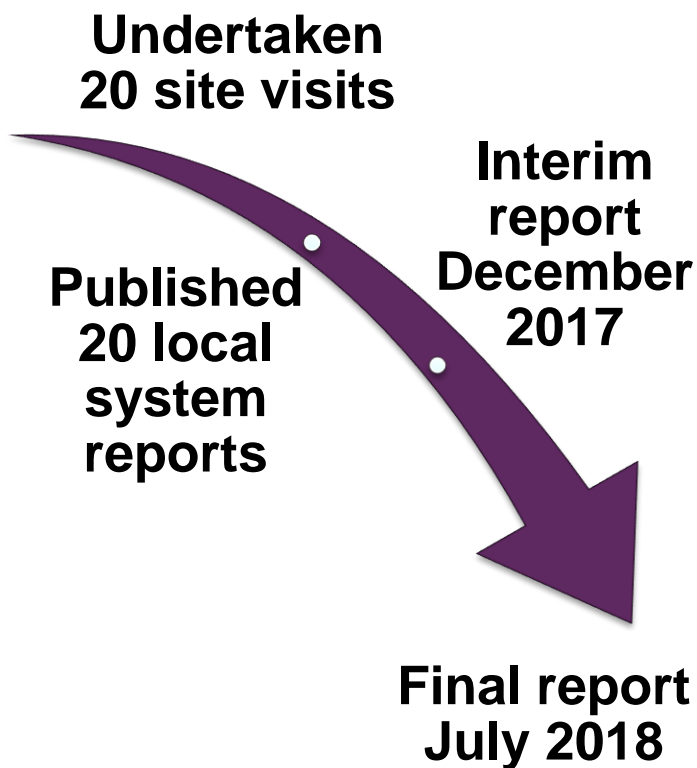 Undertaken
20 site visits
Published
20 local
system
reports
Interim
report
December
2017
Final report
July 2018